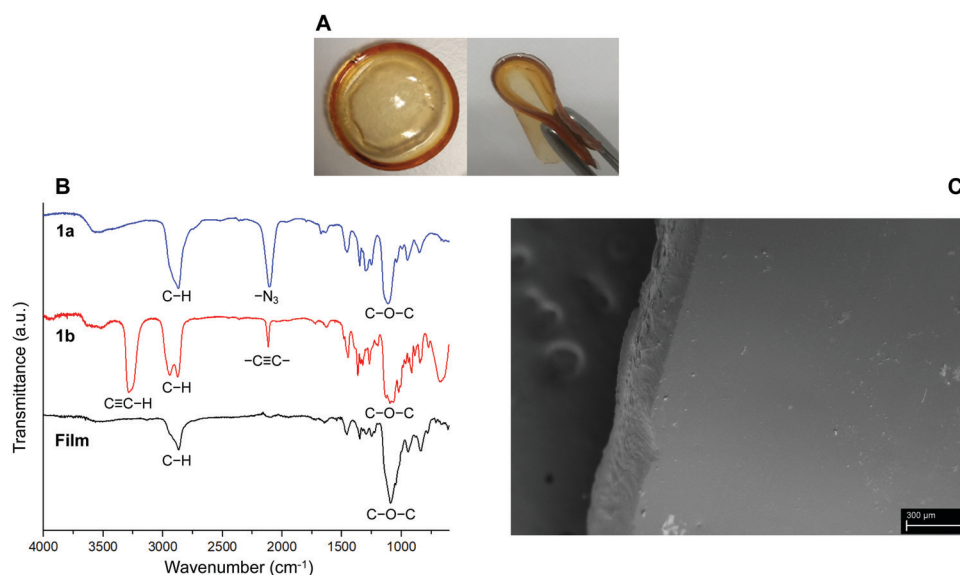 A
B
C
1a
C−H
−N₃
C−O−C
1b
C≡C−H
C−H
−C≡C−
C−O−C
Film
C−H
C−O−C
Transmittance (a.u.)
4000 3500 3000 2500 2000 1500 1000
Wavenumber (cm⁻¹)
300 µm